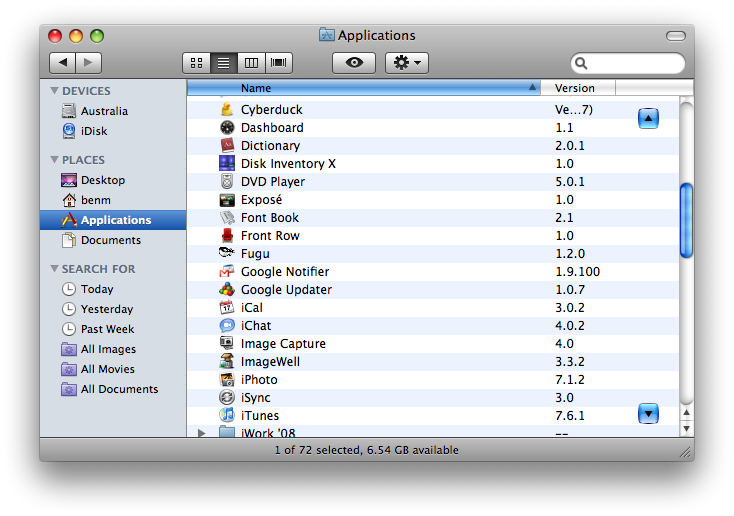 Applications
Name Version
DEVICES
Australia
iDisk
PLACES
Desktop
benm
Applications
Documents
SEARCH FOR
Today
Yesterday
Past Week
All Images
All Movies
All Documents
Cyberduck Ve...7)
Dashboard 1.1
Dictionary 2.0.1
Disk Inventory X 1.0
DVD Player 5.0.1
Exposé 1.0
Font Book 2.1
Front Row 1.0
Fugu 1.2.0
Google Notifier 1.9.100
Google Updater 1.0.7
iCal 3.0.2
iChat 4.0.2
Image Capture 4.0
ImageWell 3.3.2
iPhoto 7.1.2
iSync 3.0
iTunes 7.6.1
iWork '08 --
1 of 72 selected, 6.54 GB available